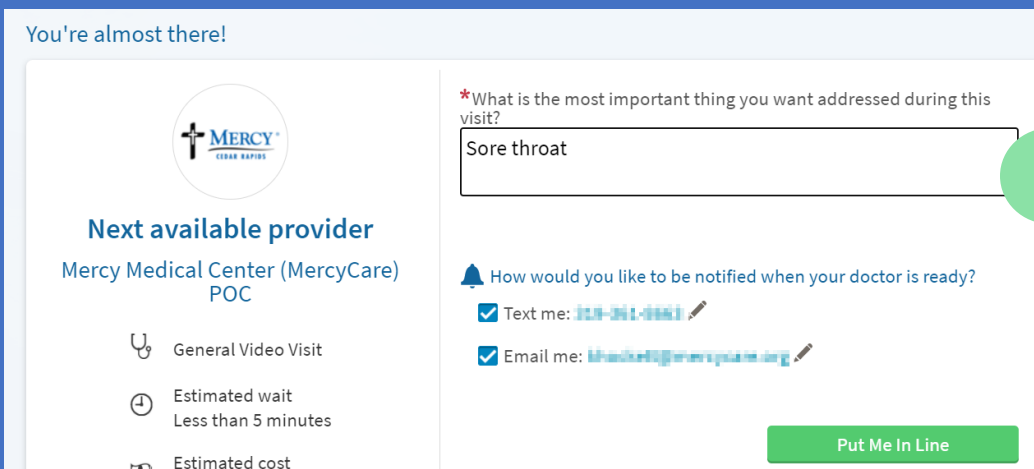 You're almost there!
MERCY
CEDAR RAPIDS
Next available provider
Mercy Medical Center (MercyCare)
POC
General Video Visit
Estimated wait
Less than 5 minutes
Estimated cost
*What is the most important thing you want addressed during this
visit?
Sore throat
How would you like to be notified when your doctor is ready?
Text me:
Email me:
Put Me In Line